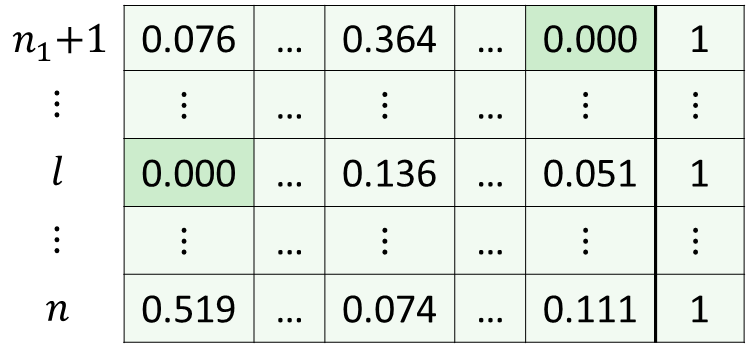 n₁+1 0.076 … 0.364 … 0.000 1
⋮ ⋮ … ⋮ … ⋮ ⋮
l 0.000 … 0.136 … 0.051 1
⋮ ⋮ … ⋮ … ⋮ ⋮
n 0.519 … 0.074 … 0.111 1